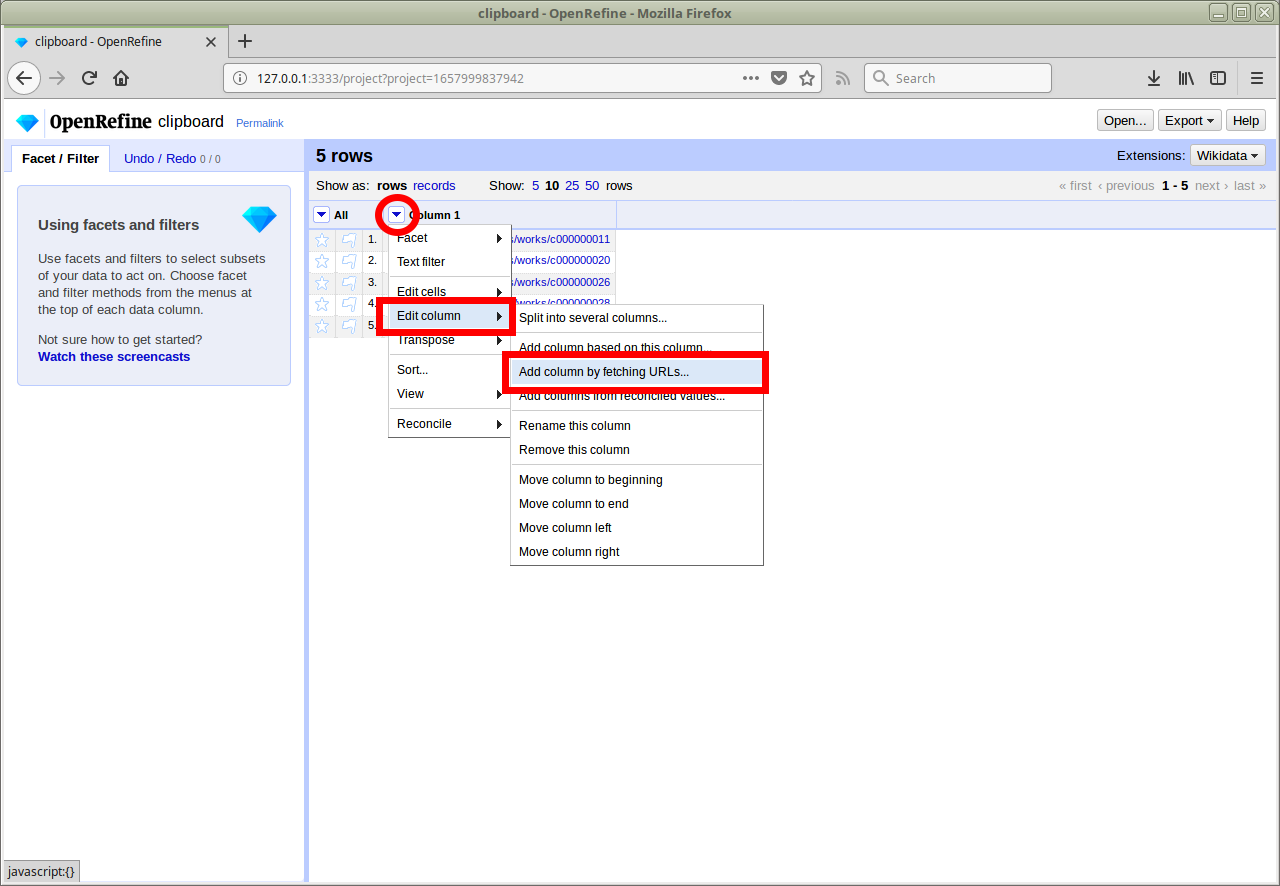 clipboard - OpenRefine - Mozilla Firefox
clipboard - OpenRefine
127.0.0.1:3333/project?project=1657999837942
Search
OpenRefine clipboard Permalink
Open... Export Help
Facet / Filter Undo / Redo 0 / 0
5 rows
Extensions: Wikidata
Show as: rows records Show: 5 10 25 50 rows
« first ‹ previous 1 - 5 next › last »
All Column 1
1. s/works/c000000011
2. s/works/c000000020
3. s/works/c000000026
4. s/works/c000000028
5.
Using facets and filters
Use facets and filters to select subsets
of your data to act on. Choose facet
and filter methods from the menus at
the top of each data column.
Not sure how to get started?
Watch these screencasts
Facet
Text filter
Edit cells
Edit column
Transpose
Sort...
View
Reconcile
Split into several columns...
Add column based on this column...
Add column by fetching URLs...
Add columns from reconciled values...
Rename this column
Remove this column
Move column to beginning
Move column to end
Move column left
Move column right
javascript:{}